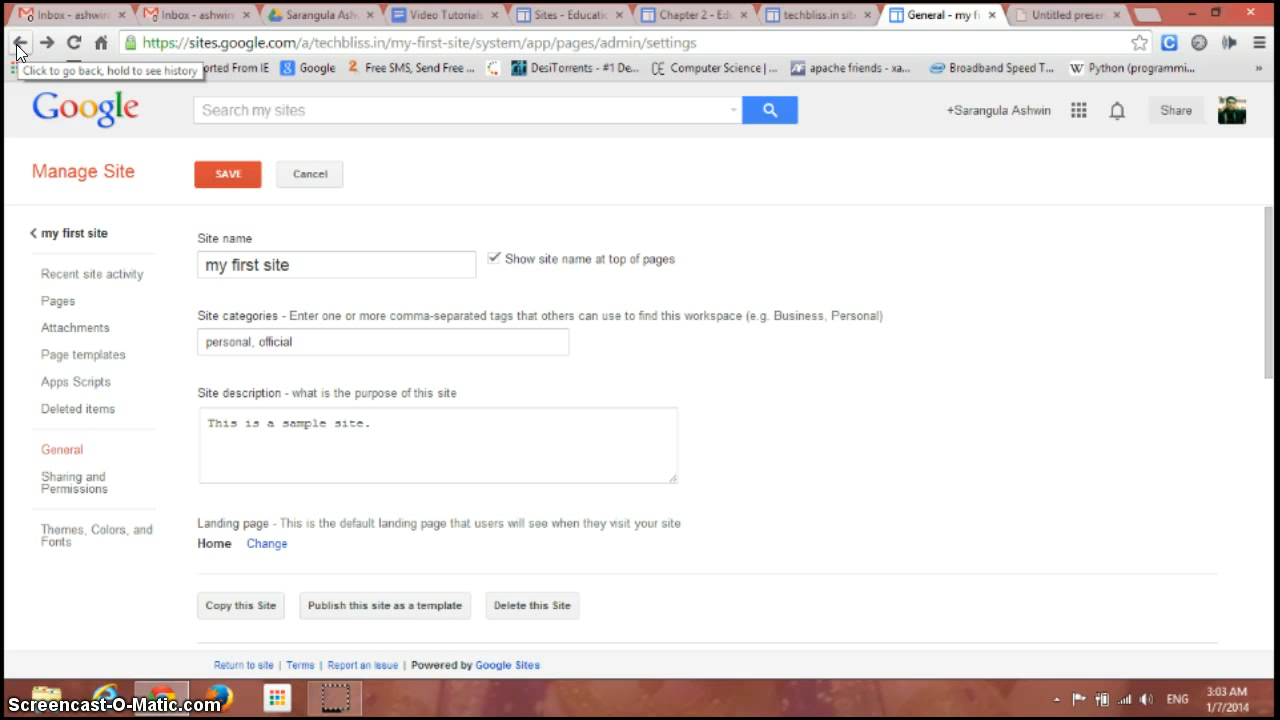 Inbox - ashwin
Inbox - ashwin
Sarangula Ash
Video Tutorials
Sites - Educatio
Chapter 2 - Edu
techbliss.in site
General - my fi
Untitled preser
https://sites.google.com/a/techbliss.in/my-first-site/system/app/pages/admin/settings
Click to go back, hold to see history
orted From IE
Google
Free SMS, Send Free ...
DesiTorrents - #1 De...
Computer Science | ...
apache friends - xa...
Broadband Speed T...
Python (programmi...
Google
Search my sites
+Sarangula Ashwin
Share
Manage Site
SAVE
Cancel
my first site
Recent site activity
Pages
Attachments
Page templates
Apps Scripts
Deleted items
General
Sharing and
Permissions
Themes, Colors, and
Fonts
Site name
my first site
Show site name at top of pages
Site categories - Enter one or more comma-separated tags that others can use to find this workspace (e.g. Business, Personal)
personal, official
Site description - what is the purpose of this site
This is a sample site.
Landing page - This is the default landing page that users will see when they visit your site
Home Change
Copy this Site
Publish this site as a template
Delete this Site
Return to site | Terms | Report an Issue | Powered by Google Sites
Screencast-O-Matic.com
ENG
3:03 AM
1/7/2014